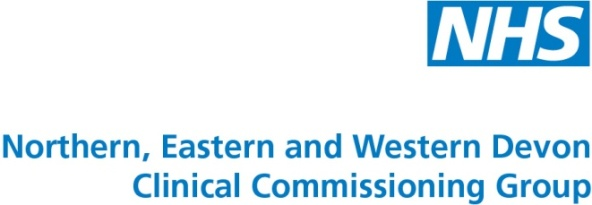 NHS
Northern, Eastern and Western Devon
Clinical Commissioning Group